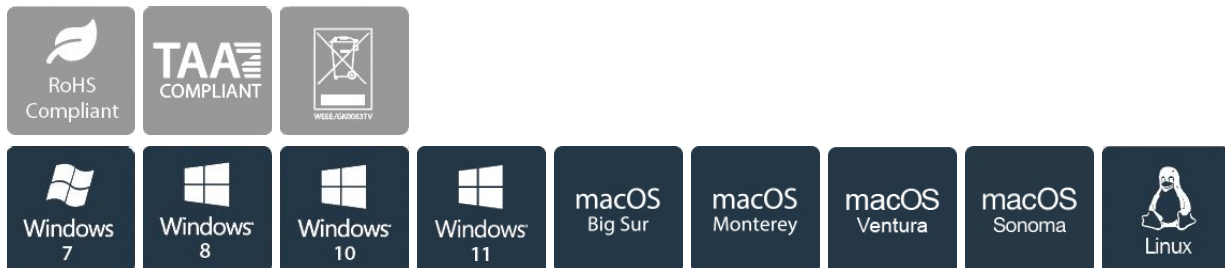 RoHS
Compliant
TAA
COMPLIANT
WEEE/GK0083TV
Windows
7
Windows
8
Windows
10
Windows
11
macOS
Big Sur
macOS
Monterey
macOS
Ventura
macOS
Sonoma
Linux